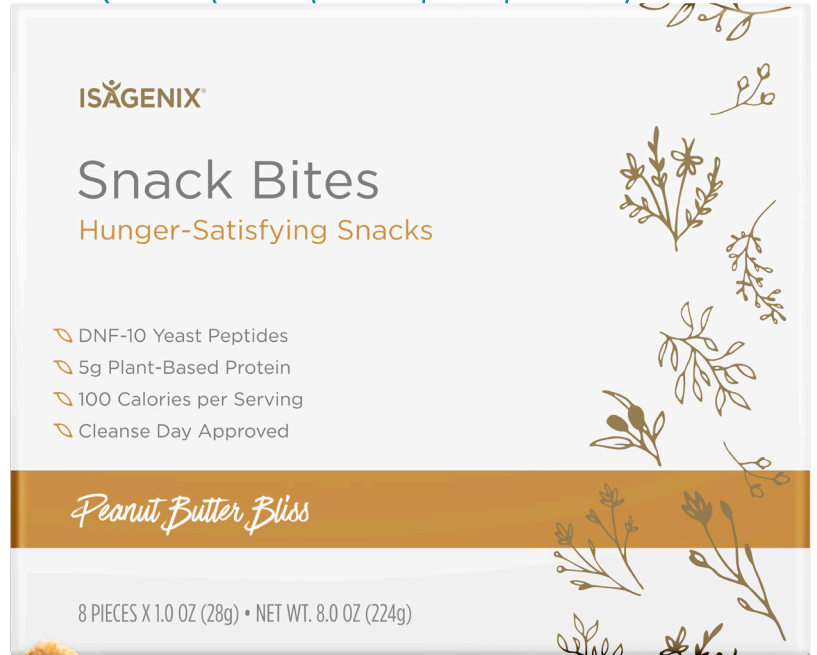 ISAGENIX®
Snack Bites
Hunger-Satisfying Snacks
DNF-10 Yeast Peptides
5g Plant-Based Protein
100 Calories per Serving
Cleanse Day Approved
Peanut Butter Bliss
8 PIECES X 1.0 OZ (28g) • NET WT. 8.0 OZ (224g)